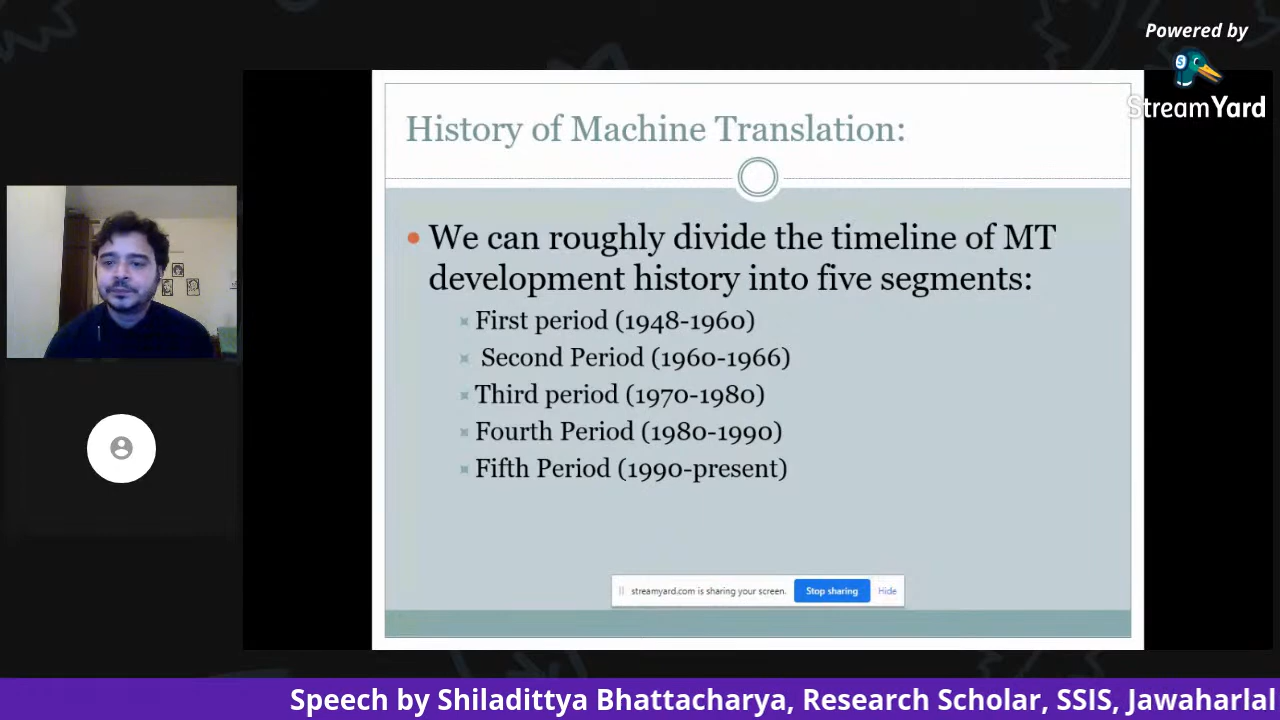 Powered by
StreamYard
History of Machine Translation:
We can roughly divide the timeline of MT
development history into five segments:
First period (1948-1960)
Second Period (1960-1966)
Third period (1970-1980)
Fourth Period (1980-1990)
Fifth Period (1990-present)
streamyard.com is sharing your screen. Stop sharing Hide
Speech by Shiladittya Bhattacharya, Research Scholar, SSIS, Jawaharlal